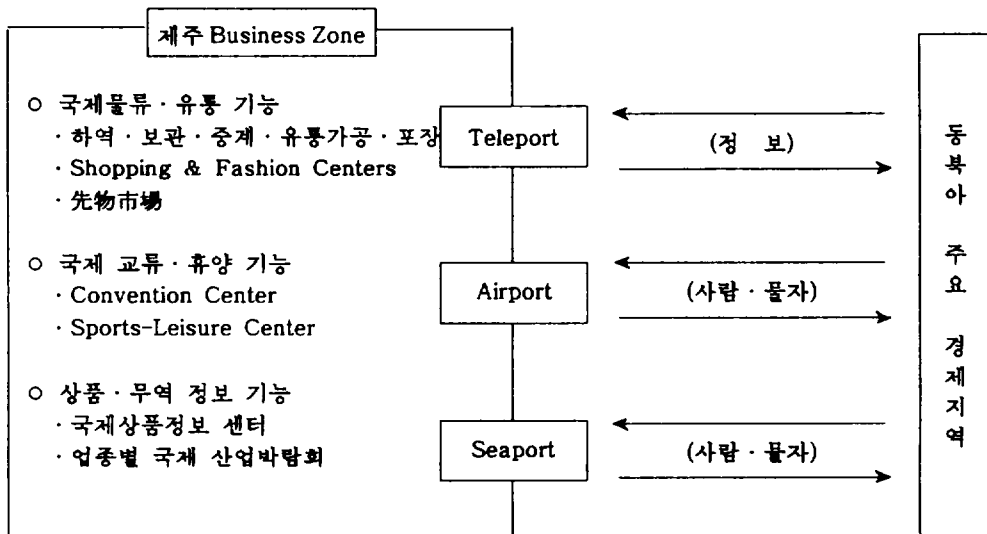 제주 Business Zone
○ 국제물류 · 유통 기능
· 하역 · 보관 · 중계 · 유통가공 · 포장
· Shopping & Fashion Centers
· 先物市場
○ 국제 교류 · 휴양 기능
· Convention Center
· Sports-Leisure Center
○ 상품 · 무역 정보 기능
· 국제상품정보 센터
· 업종별 국제 산업박람회
Teleport
(정 보)
Airport
(사람 · 물자)
Seaport
(사람 · 물자)
동북아 주요 경제지역